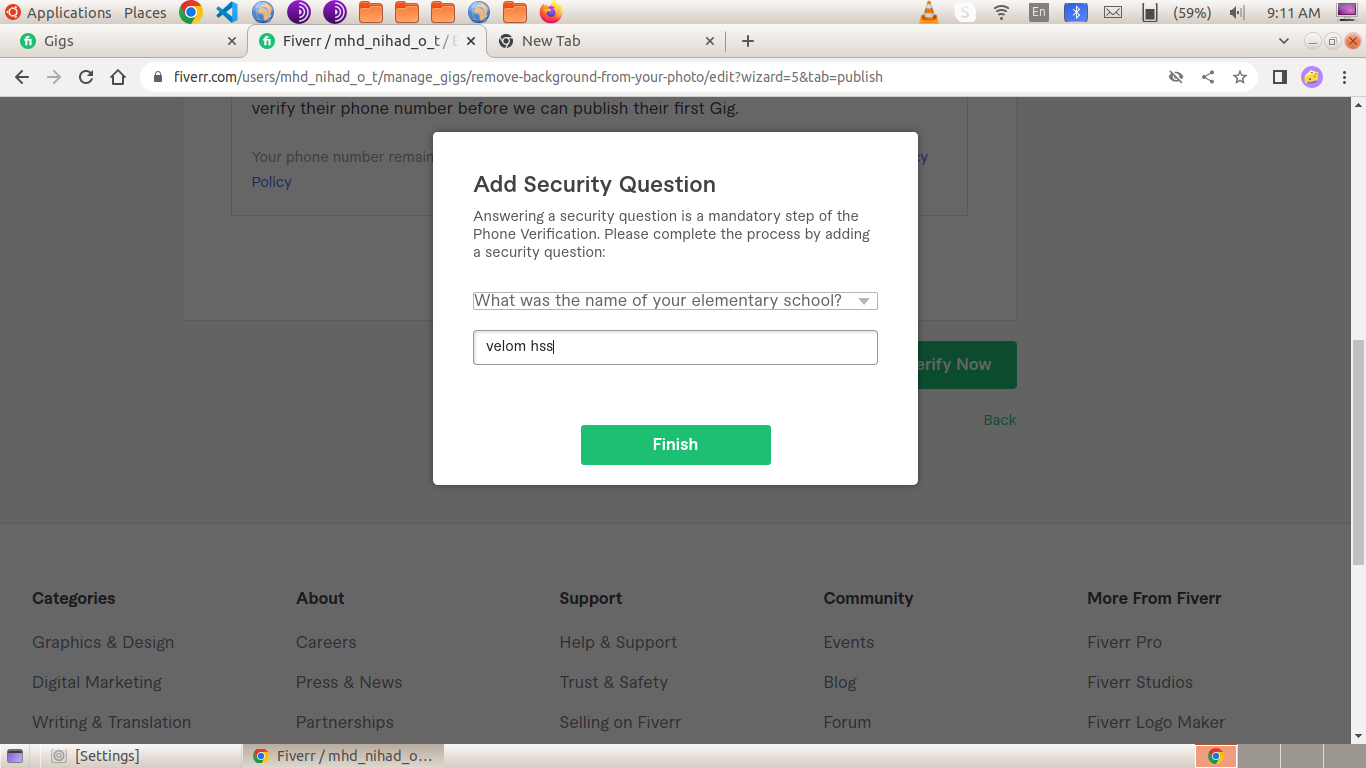 Applications Places En (59%) 9:11 AM
Gigs Fiverr / mhd_nihad_o_t / E New Tab
fiverr.com/users/mhd_nihad_o_t/manage_gigs/remove-background-from-your-photo/edit?wizard=5&tab=publish
verify their phone number before we can publish their first Gig.
Your phone number remain cy
Policy
Add Security Question
Answering a security question is a mandatory step of the
Phone Verification. Please complete the process by adding
a security question:
What was the name of your elementary school?
velom hss
erify Now
Back
Finish
Categories About Support Community More From Fiverr
Graphics & Design Careers Help & Support Events Fiverr Pro
Digital Marketing Press & News Trust & Safety Blog Fiverr Studios
Writing & Translation Partnerships Selling on Fiverr Forum Fiverr Logo Maker
[Settings] Fiverr / mhd_nihad_o...